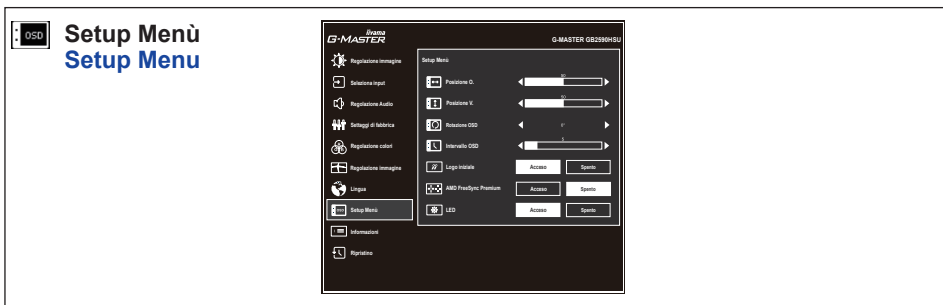 OSD Setup Menù
Setup Menu
iiyama
G-MASTER
G-MASTER GB2590HSU
Regolazione immagine
Seleziona input
Regolazione Audio
Settaggi di fabbrica
Regolazione colori
Regolazione immagine
Lingua
OSD Setup Menù
Informazioni
Ripristino
Setup Menù
Posizione O. 50
Posizione V. 50
Rotazione OSD 0°
Intervallo OSD 5
Logo iniziale Acceso Spento
AMD FreeSync Premium Acceso Spento
LED Acceso Spento